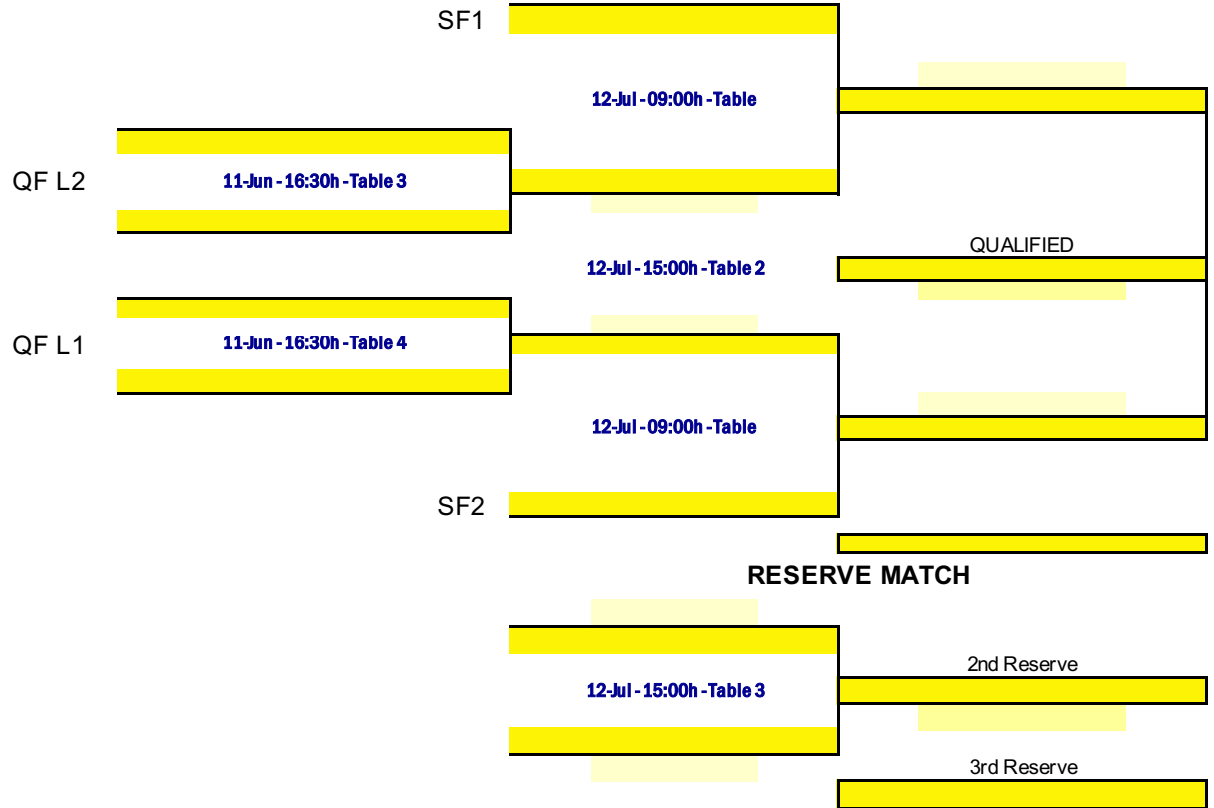 SF1
12-Jul - 09:00h - Table
QF L2
11-Jun - 16:30h - Table 3
QUALIFIED
12-Jul - 15:00h - Table 2
QF L1
11-Jun - 16:30h - Table 4
12-Jul - 09:00h - Table
SF2
RESERVE MATCH
2nd Reserve
12-Jul - 15:00h - Table 3
3rd Reserve